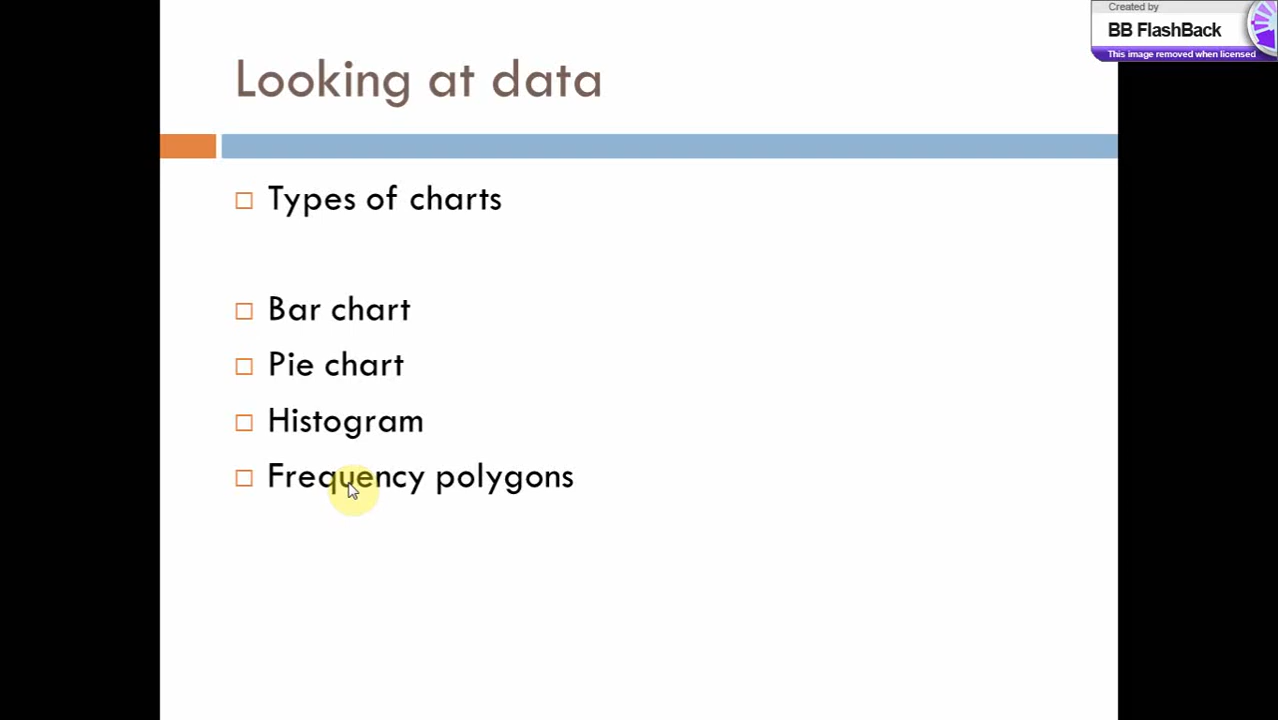 Created by
BB FlashBack
This image removed when licensed
Looking at data
Types of charts
Bar chart
Pie chart
Histogram
Frequency polygons